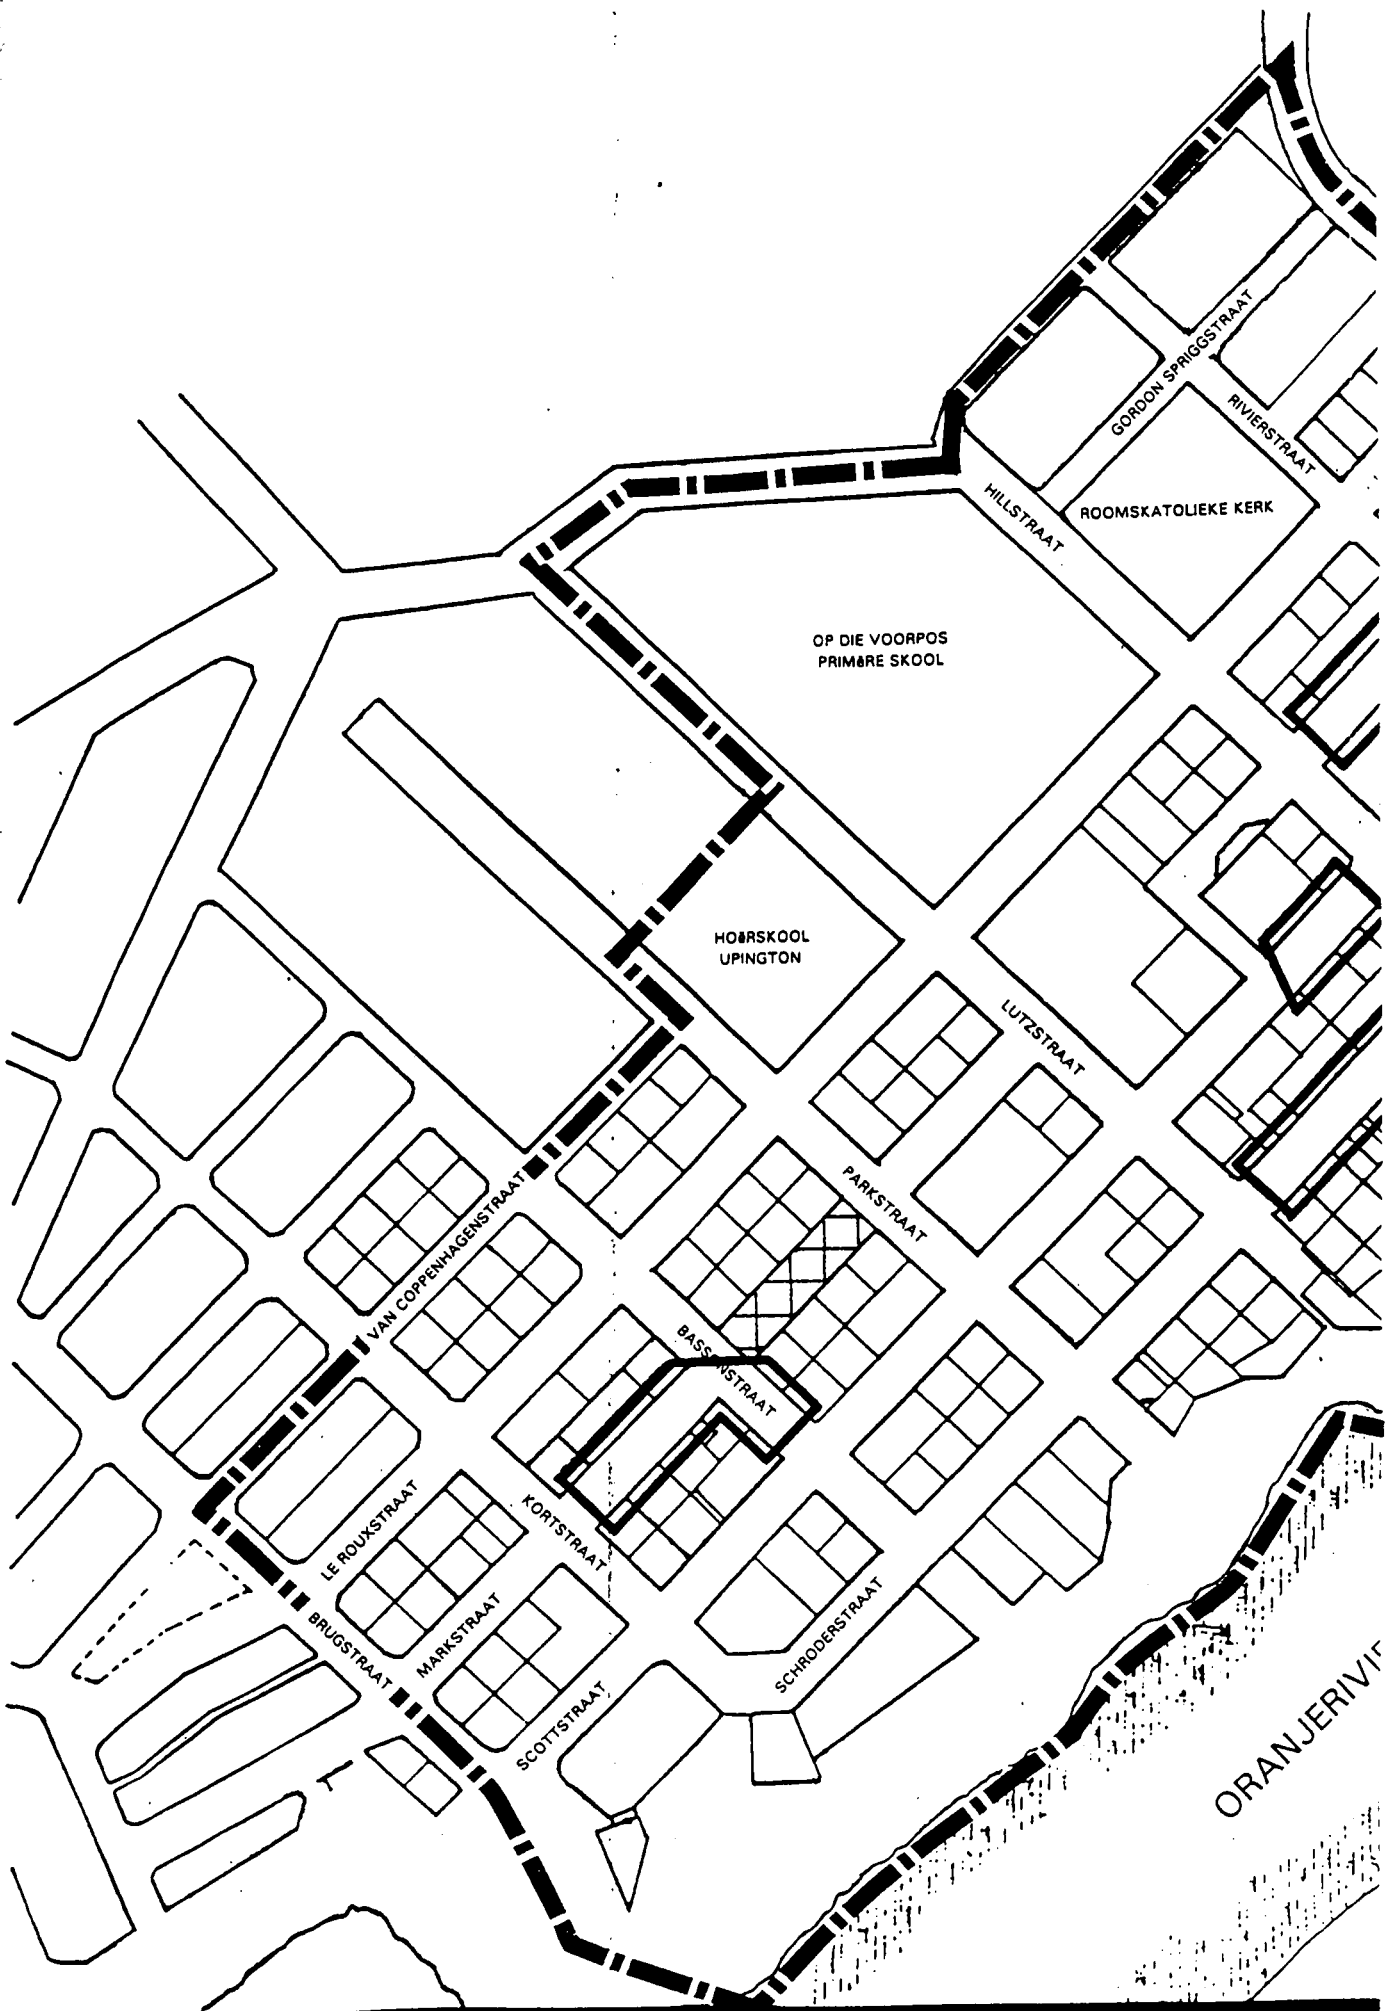 GORDON SPRIGGSTRAAT
RIVIERSTRAAT
HILLSTRAAT
ROOMSKATOLIEKE KERK
OP DIE VOORPOS
PRIMêRE SKOOL
HOëRSKOOL
UPINGTON
LUTZSTRAAT
PARKSTRAAT
VAN COPPENHAGENSTRAAT
BASSONSTRAAT
KORTSTRAAT
LE ROUXSTRAAT
MARKSTRAAT
BRUGSTRAAT
SCHRODERSTRAAT
SCOTTSTRAAT